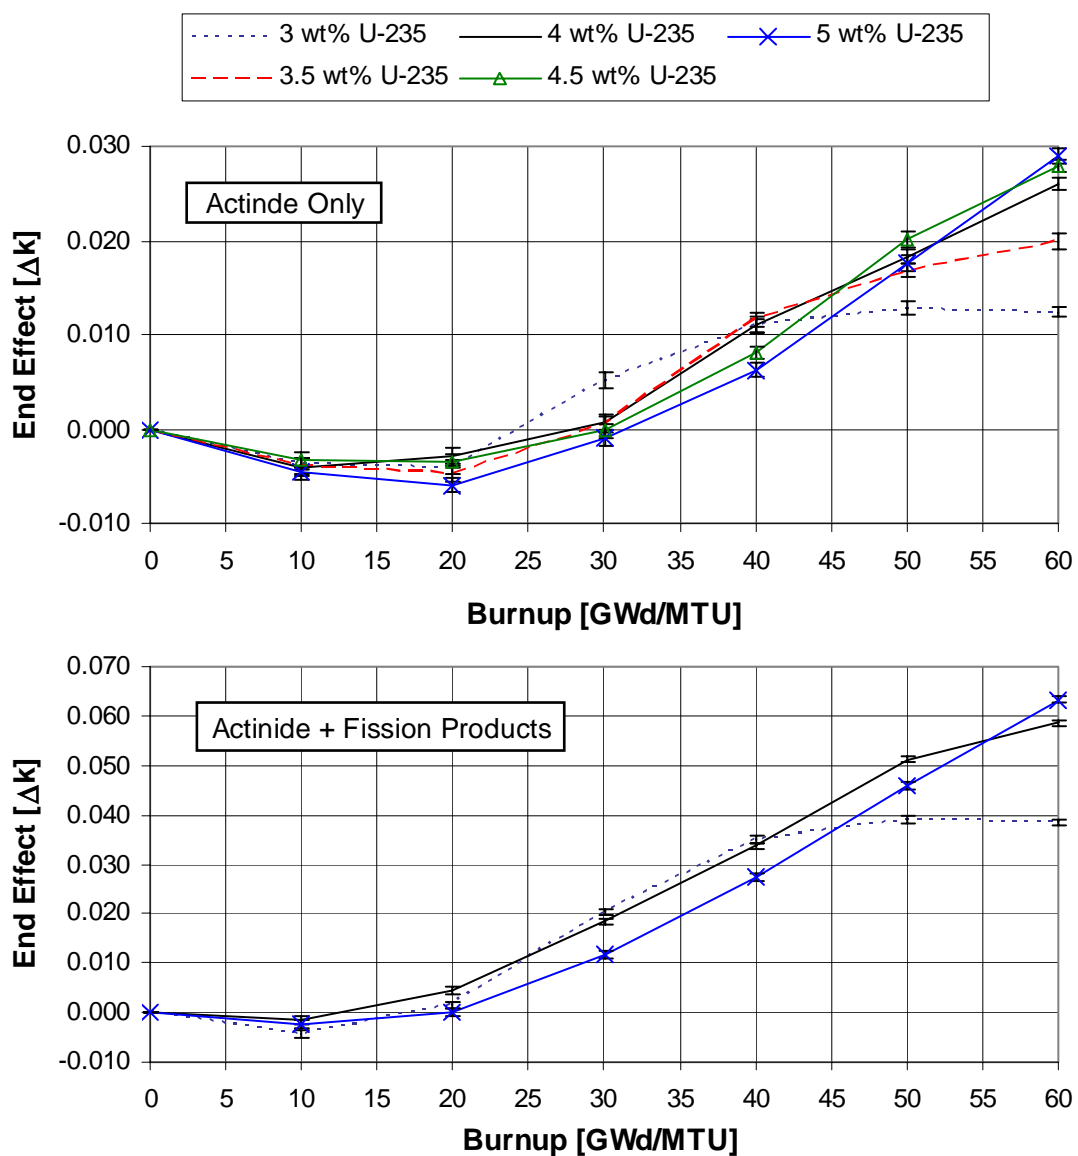 3 wt% U-235 4 wt% U-235 5 wt% U-235
3.5 wt% U-235 4.5 wt% U-235
0.030
0.020
0.010
0.000
-0.010
End Effect [Δk]
Actinde Only
0 5 10 15 20 25 30 35 40 45 50 55 60
Burnup [GWd/MTU]
0.070
0.060
0.050
0.040
0.030
0.020
0.010
0.000
-0.010
End Effect [Δk]
Actinide + Fission Products
0 5 10 15 20 25 30 35 40 45 50 55 60
Burnup [GWd/MTU]